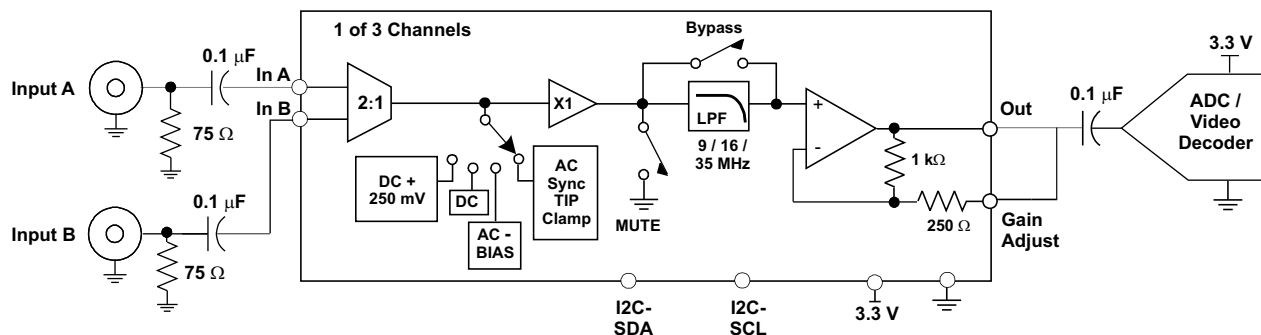 1 of 3 Channels
Bypass
3.3 V
0.1 μF
In A
Input A
2:1
X1
LPF
+
-
Out
0.1 μF
ADC /
Video
Decoder
In B
75 Ω
9 / 16 /
35 MHz
1 kΩ
DC +
250 mV
DC
AC
Sync
TIP
Clamp
AC -
BIAS
MUTE
250 Ω
Gain
Adjust
0.1 μF
Input B
75 Ω
I2C-
SDA
I2C-
SCL
3.3 V